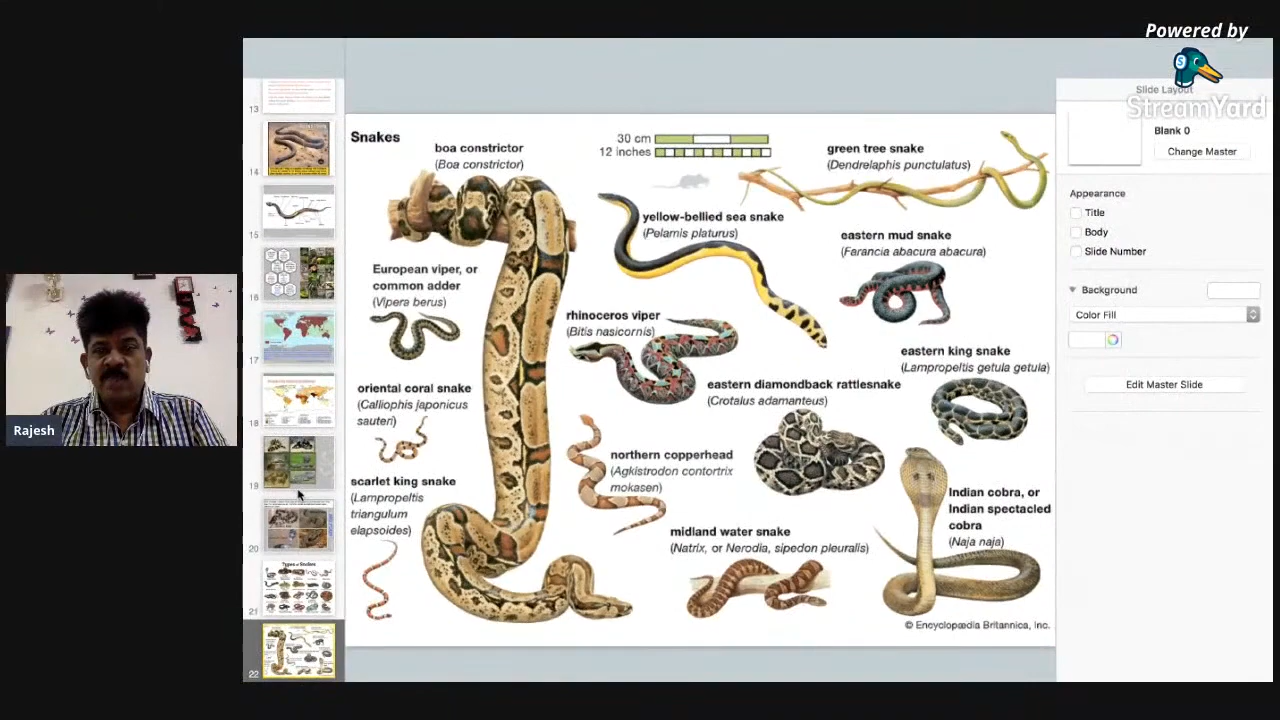 Powered by
StreamYard
Slide Layout
Blank 0
Change Master
Appearance
Title
Body
Slide Number
Background
Color Fill
Edit Master Slide
13
14
15
16
17
18
19
20
21
22
Types of Snakes
Rajesh
Snakes
30 cm
12 inches
boa constrictor
(Boa constrictor)
green tree snake
(Dendrelaphis punctulatus)
yellow-bellied sea snake
(Pelamis platurus)
eastern mud snake
(Farancia abacura abacura)
European viper, or
common adder
(Vipera berus)
rhinoceros viper
(Bitis nasicornis)
eastern king snake
(Lampropeltis getula getula)
oriental coral snake
(Calliophis japonicus
sauteri)
eastern diamondback rattlesnake
(Crotalus adamanteus)
northern copperhead
(Agkistrodon contortrix
mokasen)
scarlet king snake
(Lampropeltis
triangulum
elapsoides)
Indian cobra, or
Indian spectacled
cobra
(Naja naja)
midland water snake
(Natrix, or Nerodia, sipedon pleuralis)
© Encyclopædia Britannica, Inc.